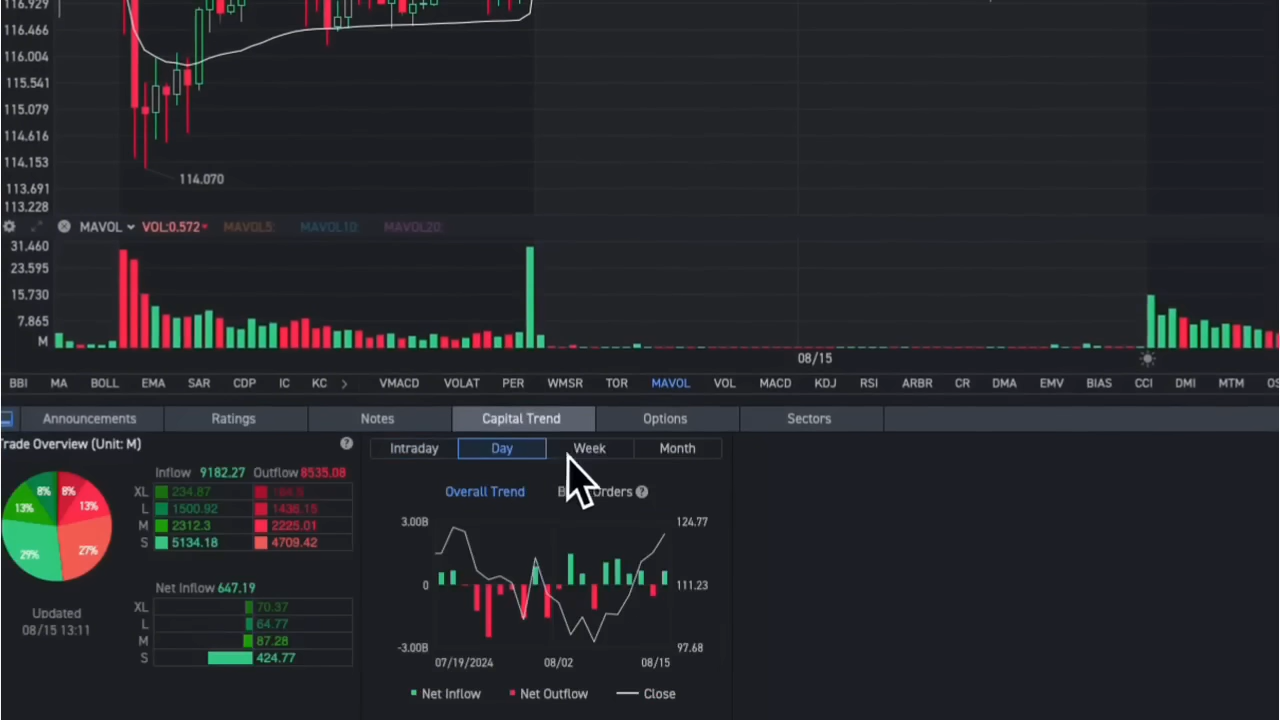 116.929
116.466
116.004
115.541
115.079
114.616
114.153
113.691
113.228
114.070
MAVOL VOL:0.572 MAVOL5: MAVOL10: MAVOL20:
31.460
23.595
15.730
7.865
M
08/15
BBI MA BOLL EMA SAR CDP IC KC VMACD VOLAT PER WMSR TOR MAVOL VOL MACD KDJ RSI ARBR CR DMA EMV BIAS CCI DMI MTM
Announcements Ratings Notes Capital Trend Options Sectors
Trade Overview (Unit: M) ?
Inflow 9182.27 Outflow 8535.08
XL 234.87
L 1500.92 1436.15
M 2312.3 2225.01
S 5134.18 4709.42
8% 8%
13% 13%
29% 27%
Net Inflow 647.19
XL 70.37
L 64.77
M 87.28
S 424.77
Updated
08/15 13:11
Intraday Day Week Month
Overall Trend Orders ?
3.00B 124.77
0 111.23
-3.00B 97.68
07/19/2024 08/02 08/15
Net Inflow Net Outflow Close